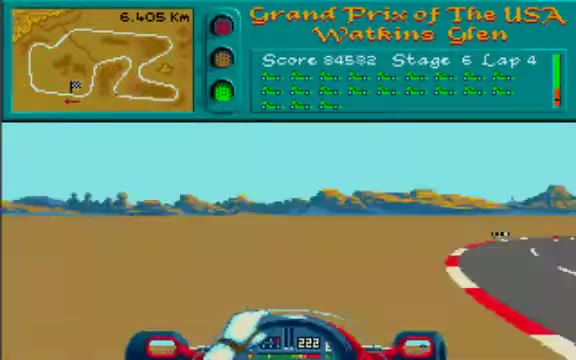 6.405 Km
Grand Prix of The USA
Watkins Glen
Score 84582 Stage 6 Lap 4
222